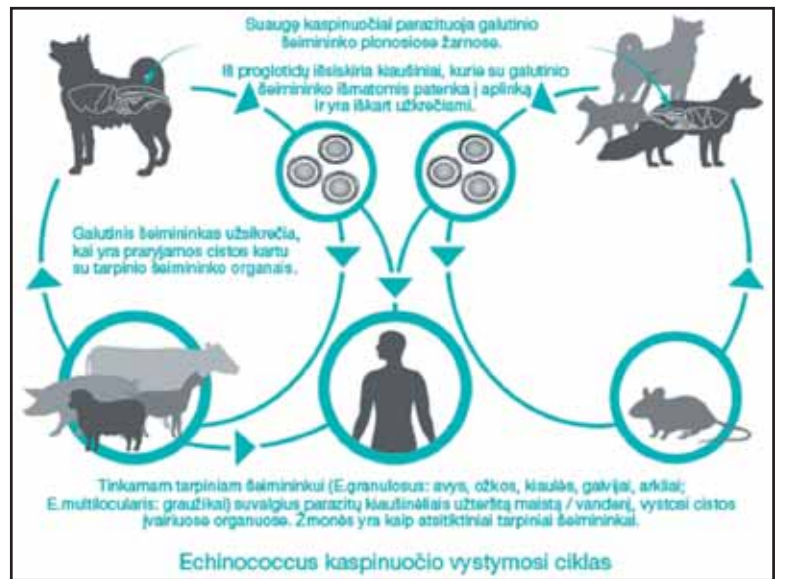 Suaugę kaspinuočiai parazituoja galutinio
šeimininko plonosiose žarnose.
Iš proglotidų išsiskiria kiaušiniai, kurie su galutinio
šeimininko išmatomis patenka į aplinką
ir yra iškart užkrečiami.
Galutinis šeimininkas užsikrečia,
kai yra praryjamos cistos kartu
su tarpinio šeimininko organais.
Tinkamam tarpiniam šeimininkui (E.granulosus: avys, ožkos, kiaulės, galvijai, arkliai;
E.multilocularis: graužikai) suvalgius parazitų kiaušinėliais užterštą maistą / vandenį, vystosi cistos
įvairiuose organuose. Žmonės yra kaip atsitiktiniai tarpiniai šeimininkai.
Echinococcus kaspinuočio vystymosi ciklas